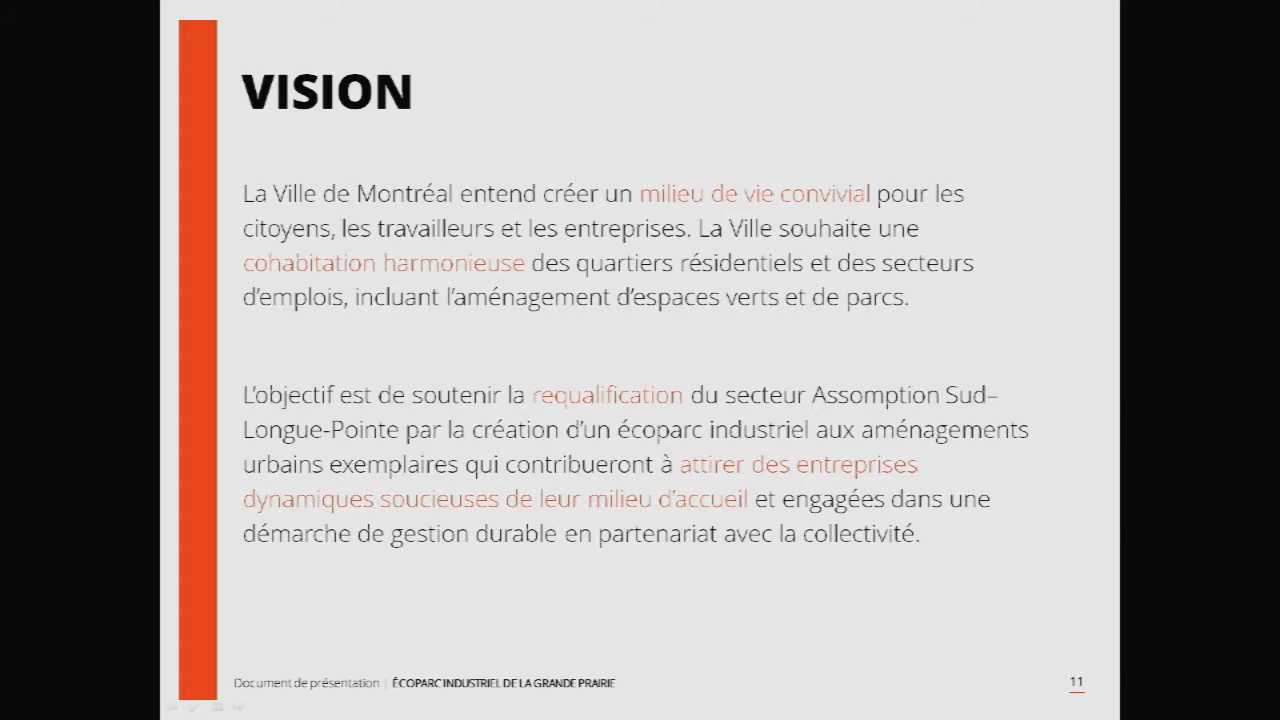 VISION
La Ville de Montréal entend créer un milieu de vie convivial pour les
citoyens, les travailleurs et les entreprises. La Ville souhaite une
cohabitation harmonieuse des quartiers résidentiels et des secteurs
d’emplois, incluant l’aménagement d’espaces verts et de parcs.
L’objectif est de soutenir la requalification du secteur Assomption Sud–
Longue-Pointe par la création d’un écoparc industriel aux aménagements
urbains exemplaires qui contribueront à attirer des entreprises
dynamiques soucieuses de leur milieu d’accueil et engagées dans une
démarche de gestion durable en partenariat avec la collectivité.
Document de présentation | ÉCOPARC INDUSTRIEL DE LA GRANDE PRAIRIE
11